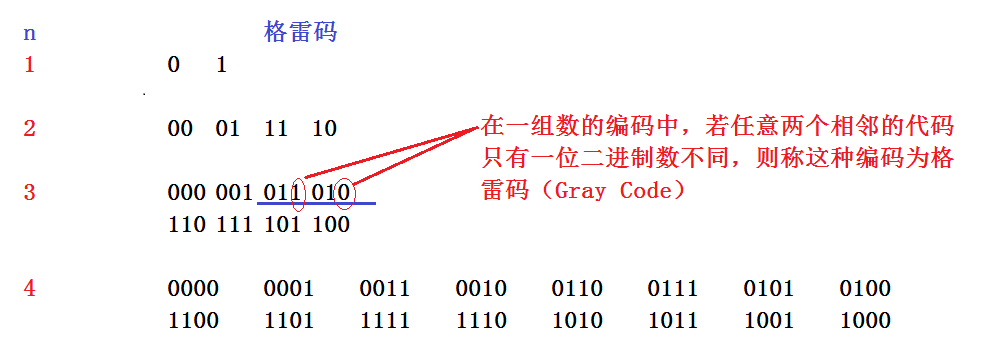 n 格雷码
1 0 1
2 00 01 11 10
在一组数的编码中，若任意两个相邻的代码
只有一位二进制数不同，则称这种编码为格
雷码（Gray Code）
3 000 001 011 010
110 111 101 100
4 0000 0001 0011 0010 0110 0111 0101 0100
1100 1101 1111 1110 1010 1011 1001 1000